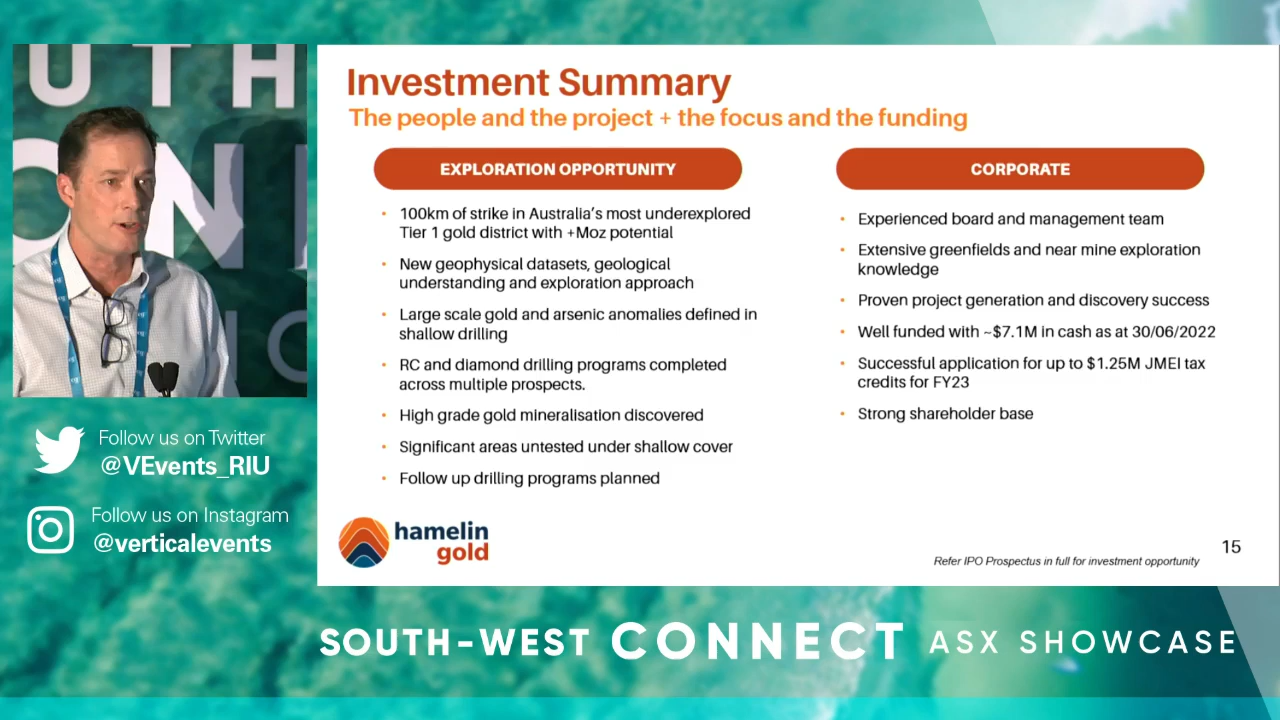 UTH
ONN
Follow us on Twitter
@VEvents_RIU
Follow us on Instagram
@verticalevents
Investment Summary
The people and the project + the focus and the funding
EXPLORATION OPPORTUNITY
• 100km of strike in Australia's most underexplored
Tier 1 gold district with +Moz potential
• New geophysical datasets, geological
understanding and exploration approach
• Large scale gold and arsenic anomalies defined in
shallow drilling
• RC and diamond drilling programs completed
across multiple prospects.
• High grade gold mineralisation discovered
• Significant areas untested under shallow cover
• Follow up drilling programs planned
CORPORATE
• Experienced board and management team
• Extensive greenfields and near mine exploration
knowledge
• Proven project generation and discovery success
• Well funded with ~$7.1M in cash as at 30/06/2022
• Successful application for up to $1.25M JMEI tax
credits for FY23
• Strong shareholder base
hamelin
gold
15
Refer IPO Prospectus in full for investment opportunity
SOUTH-WEST CONNECT ASX SHOWCASE